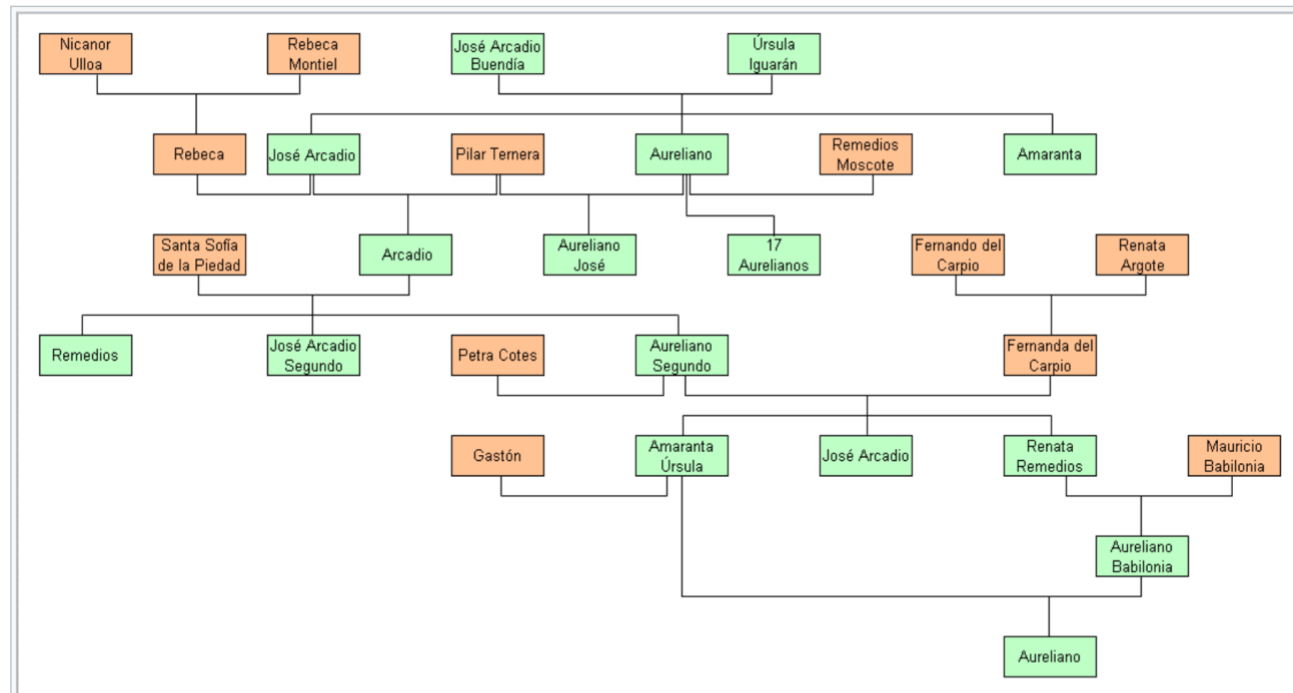 Nicanor
Ulloa
Rebeca
Montiel
José Arcadio
Buendía
Úrsula
Iguarán
Rebeca
José Arcadio
Pilar Ternera
Aureliano
Remedios
Moscote
Amaranta
Santa Sofía
de la Piedad
Arcadio
Aureliano
José
17
Aurelianos
Fernando del
Carpio
Renata
Argote
Remedios
José Arcadio
Segundo
Petra Cotes
Aureliano
Segundo
Fernanda del
Carpio
Gastón
Amaranta
Úrsula
José Arcadio
Renata
Remedios
Mauricio
Babilonia
Aureliano
Babilonia
Aureliano